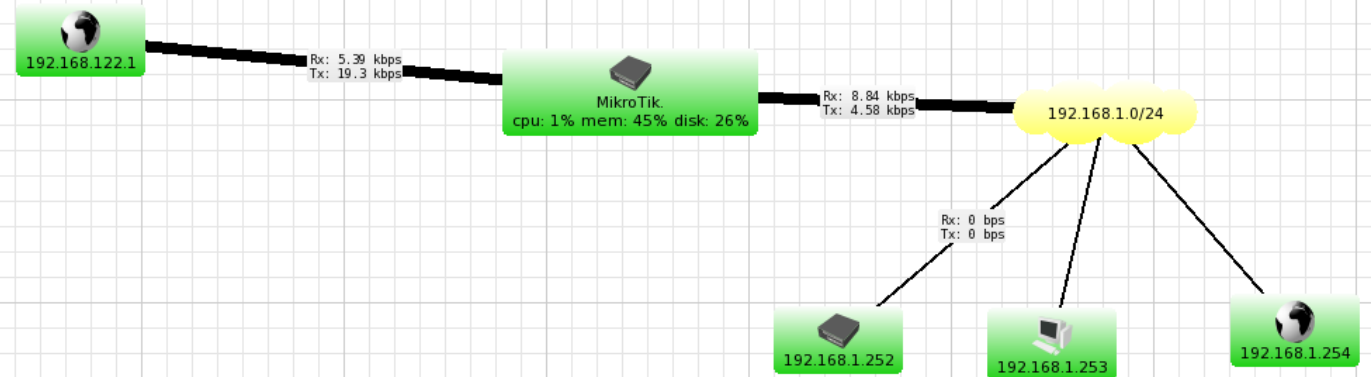 192.168.122.1
Rx: 5.39 kbps
Tx: 19.3 kbps
MikroTik.
cpu: 1% mem: 45% disk: 26%
Rx: 8.84 kbps
Tx: 4.58 kbps
192.168.1.0/24
Rx: 0 bps
Tx: 0 bps
192.168.1.252
192.168.1.253
192.168.1.254